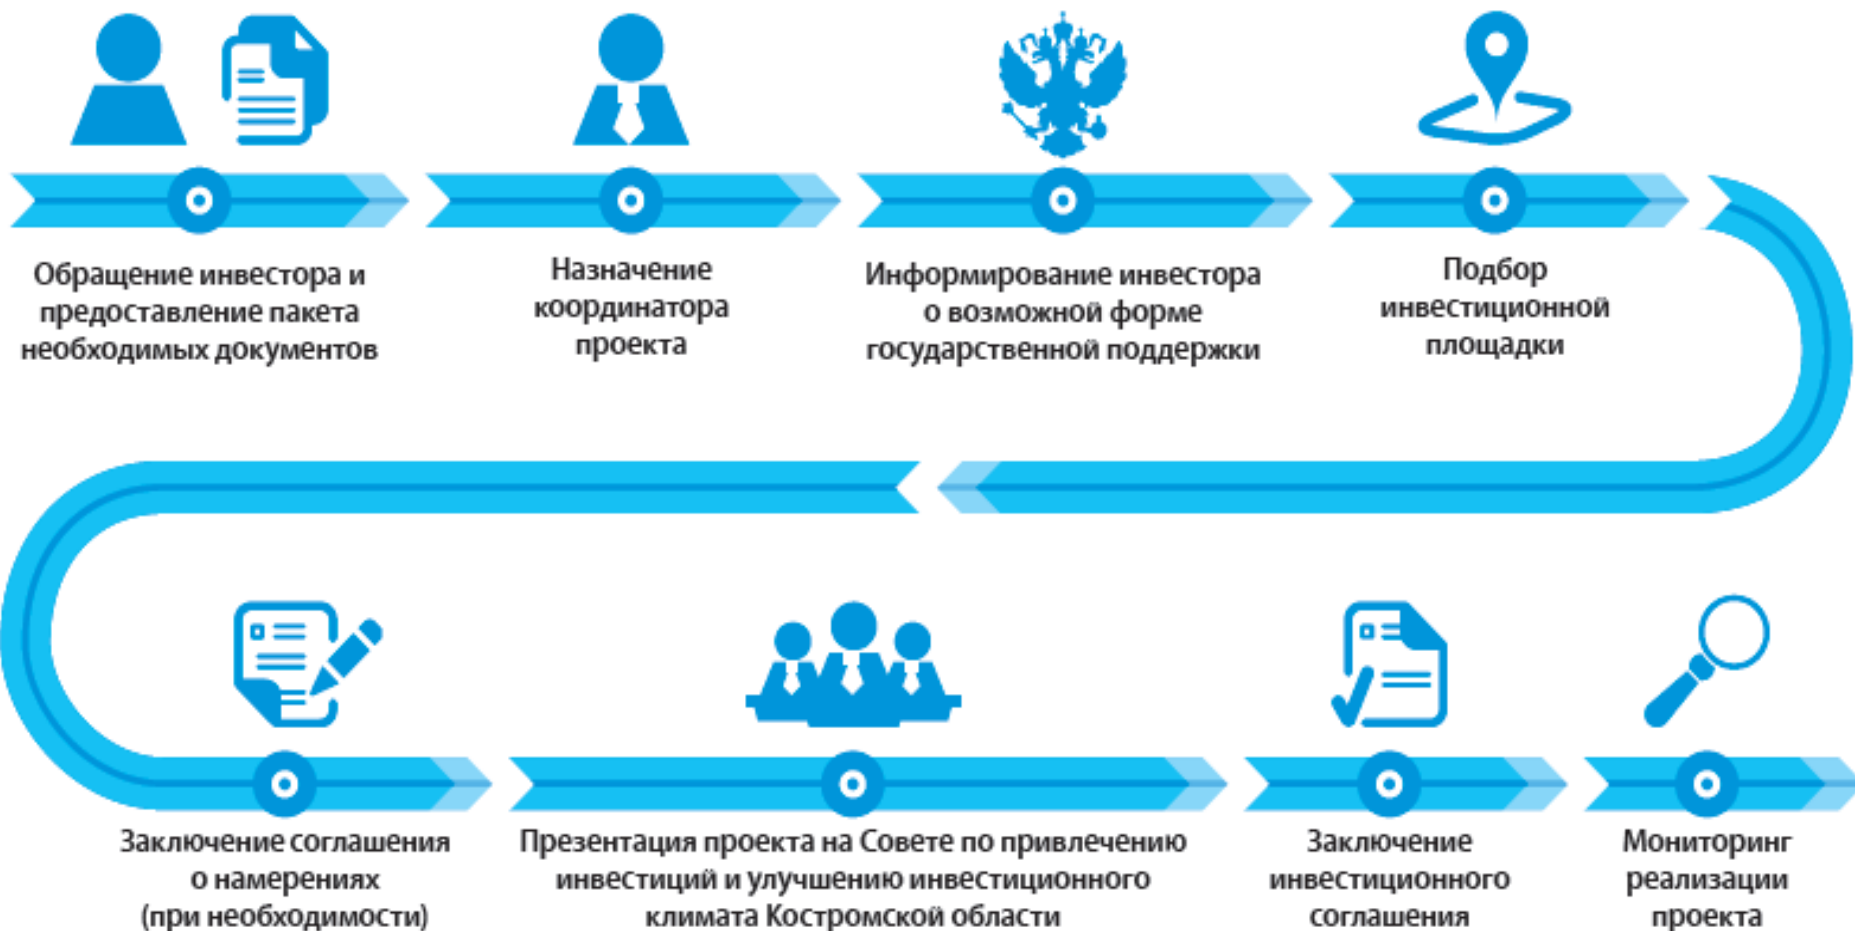 Обращение инвестора и
предоставление пакета
необходимых документов
Назначение
координатора
проекта
Информирование инвестора
о возможной форме
государственной поддержки
Подбор
инвестиционной
площадки
Заключение соглашения
о намерениях
(при необходимости)
Презентация проекта на Совете по привлечению
инвестиций и улучшению инвестиционного
климата Костромской области
Заключение
инвестиционного
соглашения
Мониторинг
реализации
проекта